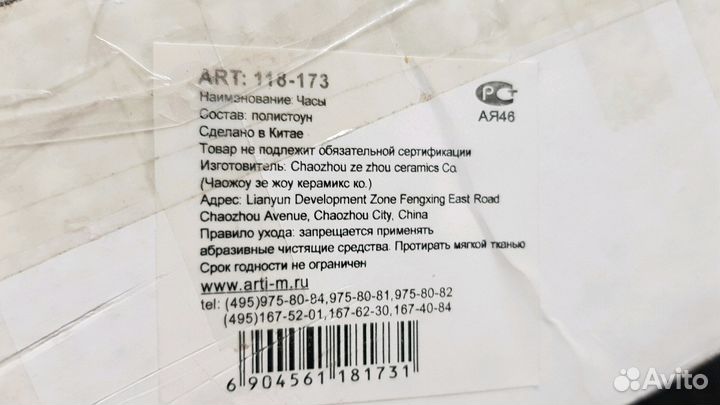 ART: 118-173
Наименование: Часы
Состав: полистоун
Сделано в Китае
Товар не подлежит обязательной сертификации
Изготовитель: Chaozhou ze zhou ceramics Co.
(Чаожоу зе жоу керамикс ко.)
Адрес: Lianyun Development Zone Fengxing East Road
Chaozhou Avenue, Chaozhou City, China
Правило ухода: запрещается применять
абразивные чистящие средства. Протирать мягкой тканью
Срок годности не ограничен
www.arti-m.ru
tel: (495)975-80-84,975-80-81,975-80-82
(495)167-52-01,167-62-30,167-40-84
6 904561 181731
РСТ
АЯ46
Avito